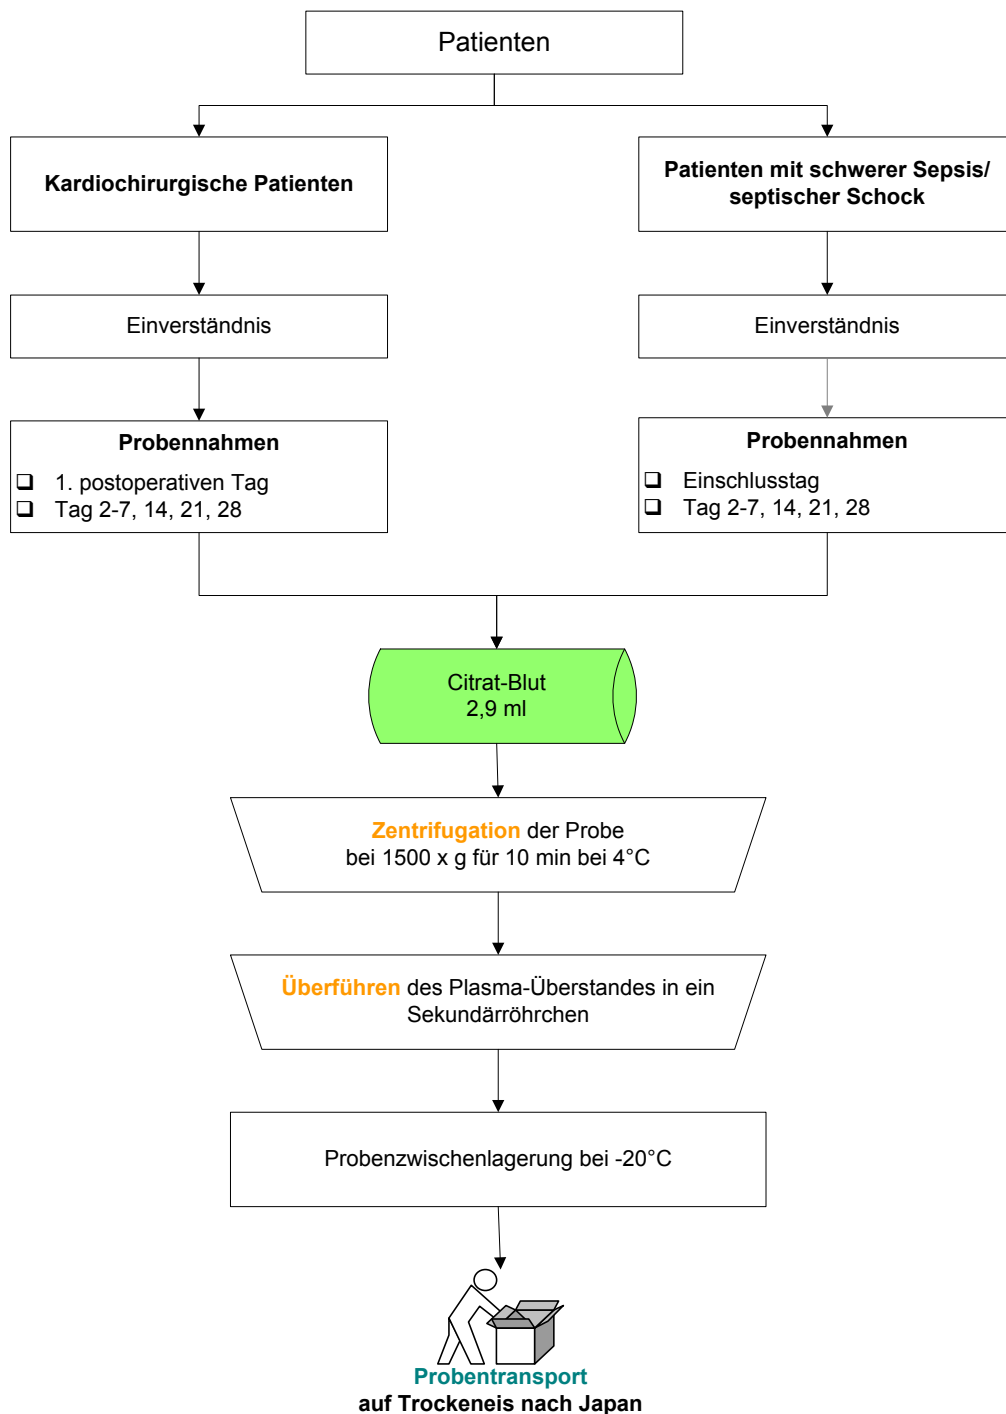 Patienten
Kardiochirurgische Patienten
Patienten mit schwerer Sepsis/
septischer Schock
Einverständnis
Einverständnis
Probennahmen
1. postoperativen Tag
Tag 2-7, 14, 21, 28
Probennahmen
Einschlusstag
Tag 2-7, 14, 21, 28
Citrat-Blut
2,9 ml
Zentrifugation der Probe
bei 1500 x g für 10 min bei 4°C
Überführen des Plasma-Überstandes in ein
Sekundärröhrchen
Probenzwischenlagerung bei -20°C
Probentransport
auf Trockeneis nach Japan